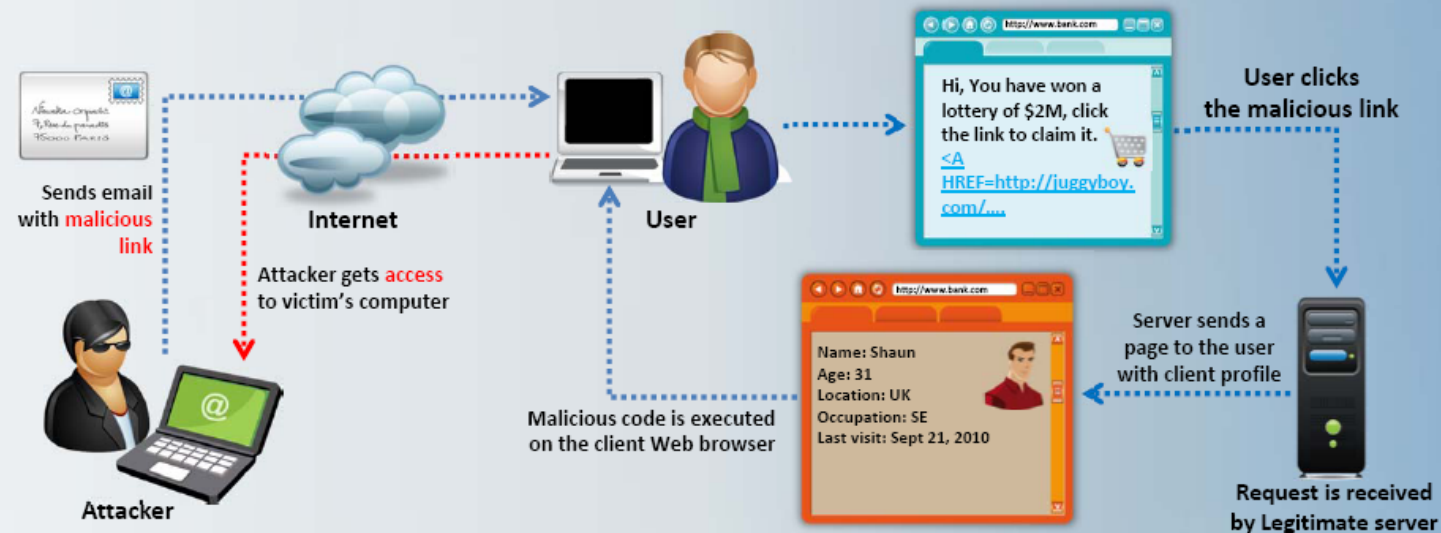 Sends email
with malicious
link
Attacker
@
Névache orquete
75000 PARIS
Internet
Attacker gets access
to victim's computer
@
User
http://www.bank.com
Hi, You have won a
lottery of $2M, click
the link to claim it.
<A
HREF=http://juggyboy.
com/....
User clicks
the malicious link
Request is received
by Legitimate server
Server sends a
page to the user
with client profile
http://www.bank.com
Name: Shaun
Age: 31
Location: UK
Occupation: SE
Last visit: Sept 21, 2010
Malicious code is executed
on the client Web browser